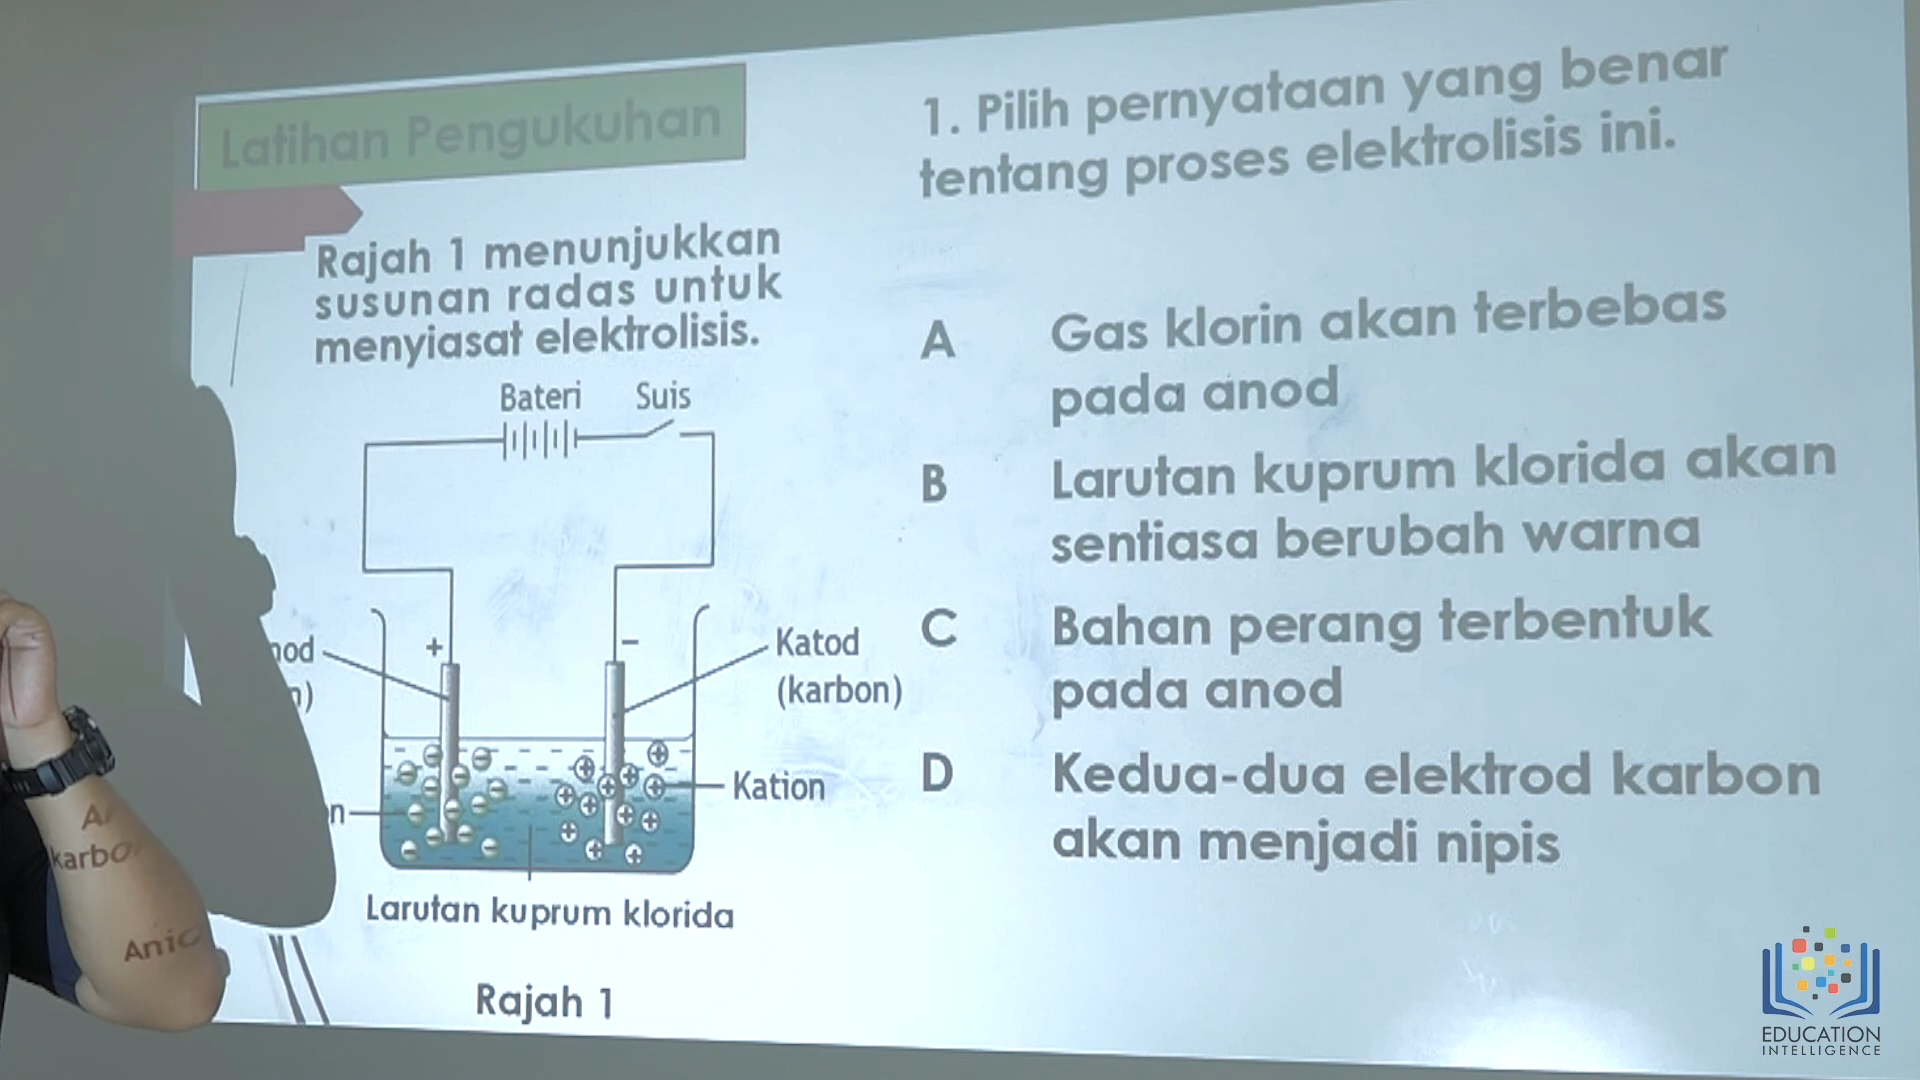 Latihan Pengukuhan
Rajah 1 menunjukkan
susunan radas untuk
menyiasat elektrolisis.
Bateri Suis
+
−
Katod
(karbon)
Kation
Larutan kuprum klorida
Rajah 1
1. Pilih pernyataan yang benar
tentang proses elektrolisis ini.
A Gas klorin akan terbebas
pada anod
B Larutan kuprum klorida akan
sentiasa berubah warna
C Bahan perang terbentuk
pada anod
D Kedua-dua elektrod karbon
akan menjadi nipis
EDUCATION
INTELLIGENCE